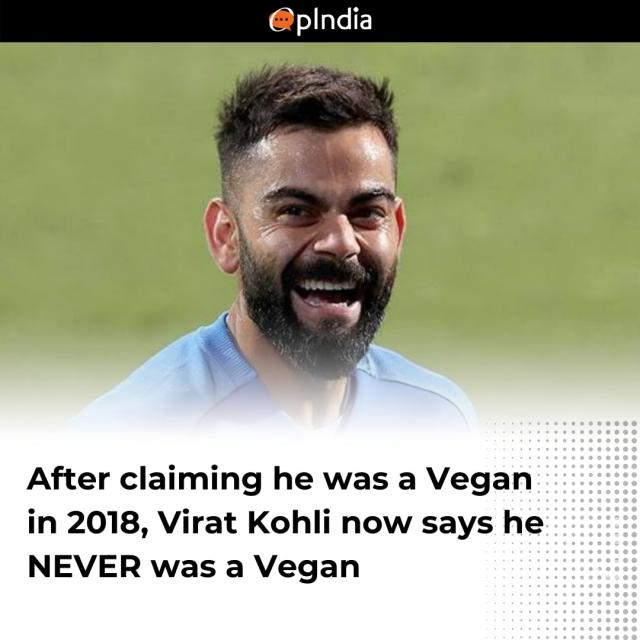 OpIndia
After claiming he was a Vegan
in 2018, Virat Kohli now says he
NEVER was a Vegan